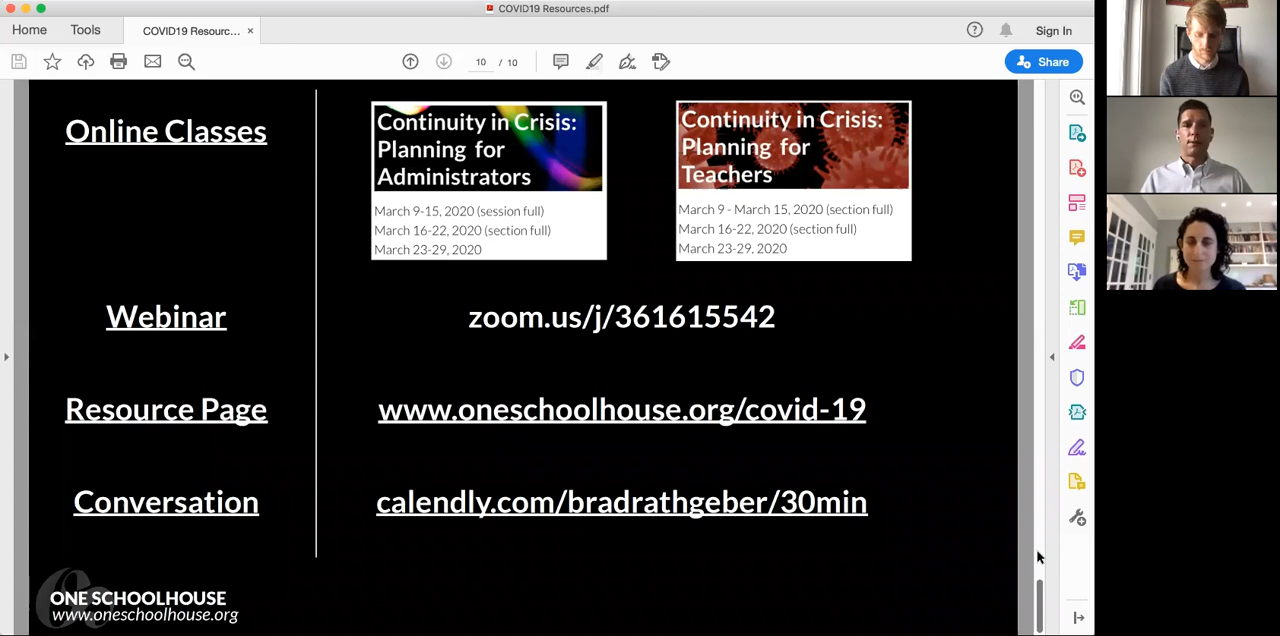 COVID19 Resources.pdf
Home
Tools
COVID19 Resourc... ×
Sign In
10 / 10
Share
Online Classes
Continuity in Crisis:
Planning for
Administrators
March 9-15, 2020 (session full)
March 16-22, 2020 (section full)
March 23-29, 2020
Continuity in Crisis:
Planning for
Teachers
March 9 - March 15, 2020 (section full)
March 16-22, 2020 (section full)
March 23-29, 2020
Webinar
zoom.us/j/361615542
Resource Page
www.oneschoolhouse.org/covid-19
Conversation
calendly.com/bradrathgeber/30min
ONE SCHOOLHOUSE
www.oneschoolhouse.org